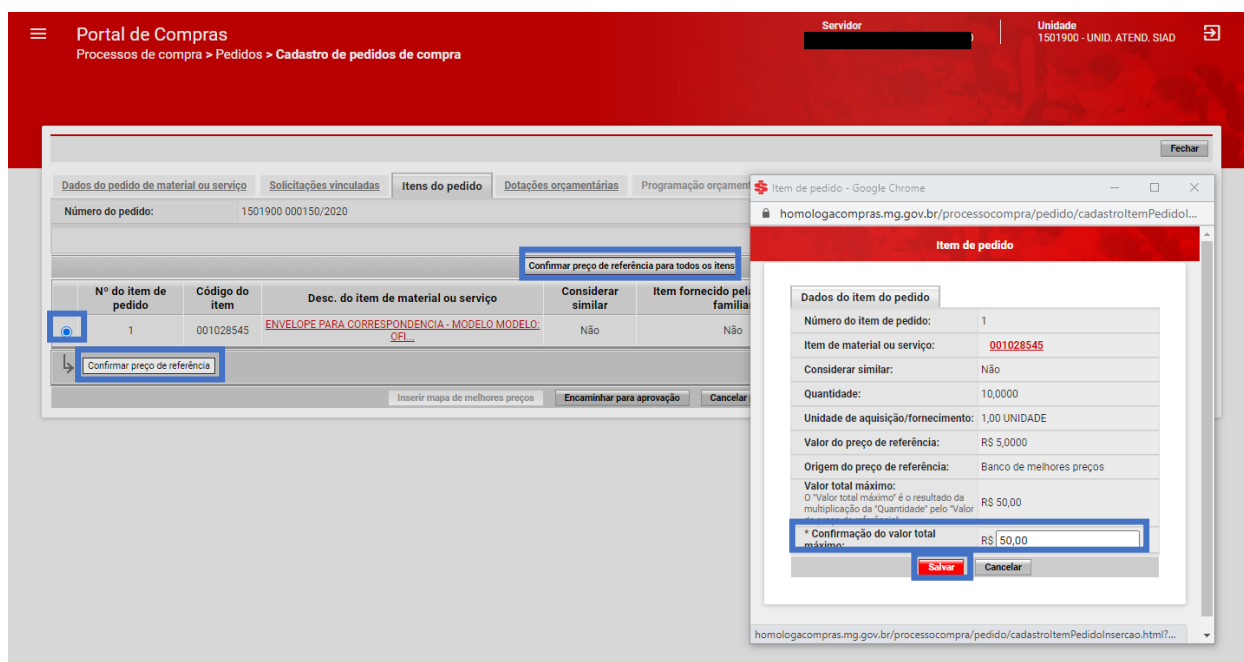 Portal de Compras
Processos de compra > Pedidos > Cadastro de pedidos de compra
Servidor
Unidade
1501900 - UNID. ATEND. SIAD
Fechar
Dados do pedido de material ou serviço
Solicitações vinculadas
Itens do pedido
Dotações orçamentárias
Programação orçamen
Número do pedido: 1501900 000150/2020
Confirmar preço de referência para todos os itens
Nº do item de pedido
Código do item
Desc. do item de material ou serviço
Considerar similar
Item fornecido pela familiar
1 001028545 ENVELOPE PARA CORRESPONDENCIA - MODELO MODELO: OFI... Não Não
Confirmar preço de referência
Inserir mapa de melhores preços
Encaminhar para aprovação
Cancelar
Item de pedido - Google Chrome
homologacompras.mg.gov.br/processocompra/pedido/cadastroItemPedidoI...
Item de pedido
Dados do item do pedido
Número do item de pedido: 1
Item de material ou serviço: 001028545
Considerar similar: Não
Quantidade: 10,0000
Unidade de aquisição/fornecimento: 1,00 UNIDADE
Valor do preço de referência: R$ 5,0000
Origem do preço de referência: Banco de melhores preços
Valor total máximo:
O "Valor total máximo" é o resultado da
multiplicação da "Quantidade" pelo "Valor
R$ 50,00
* Confirmação do valor total
máximo:
R$ 50,00
Salvar
Cancelar
homologacompras.mg.gov.br/processocompra/pedido/cadastroItemPedidoInsercao.html?...